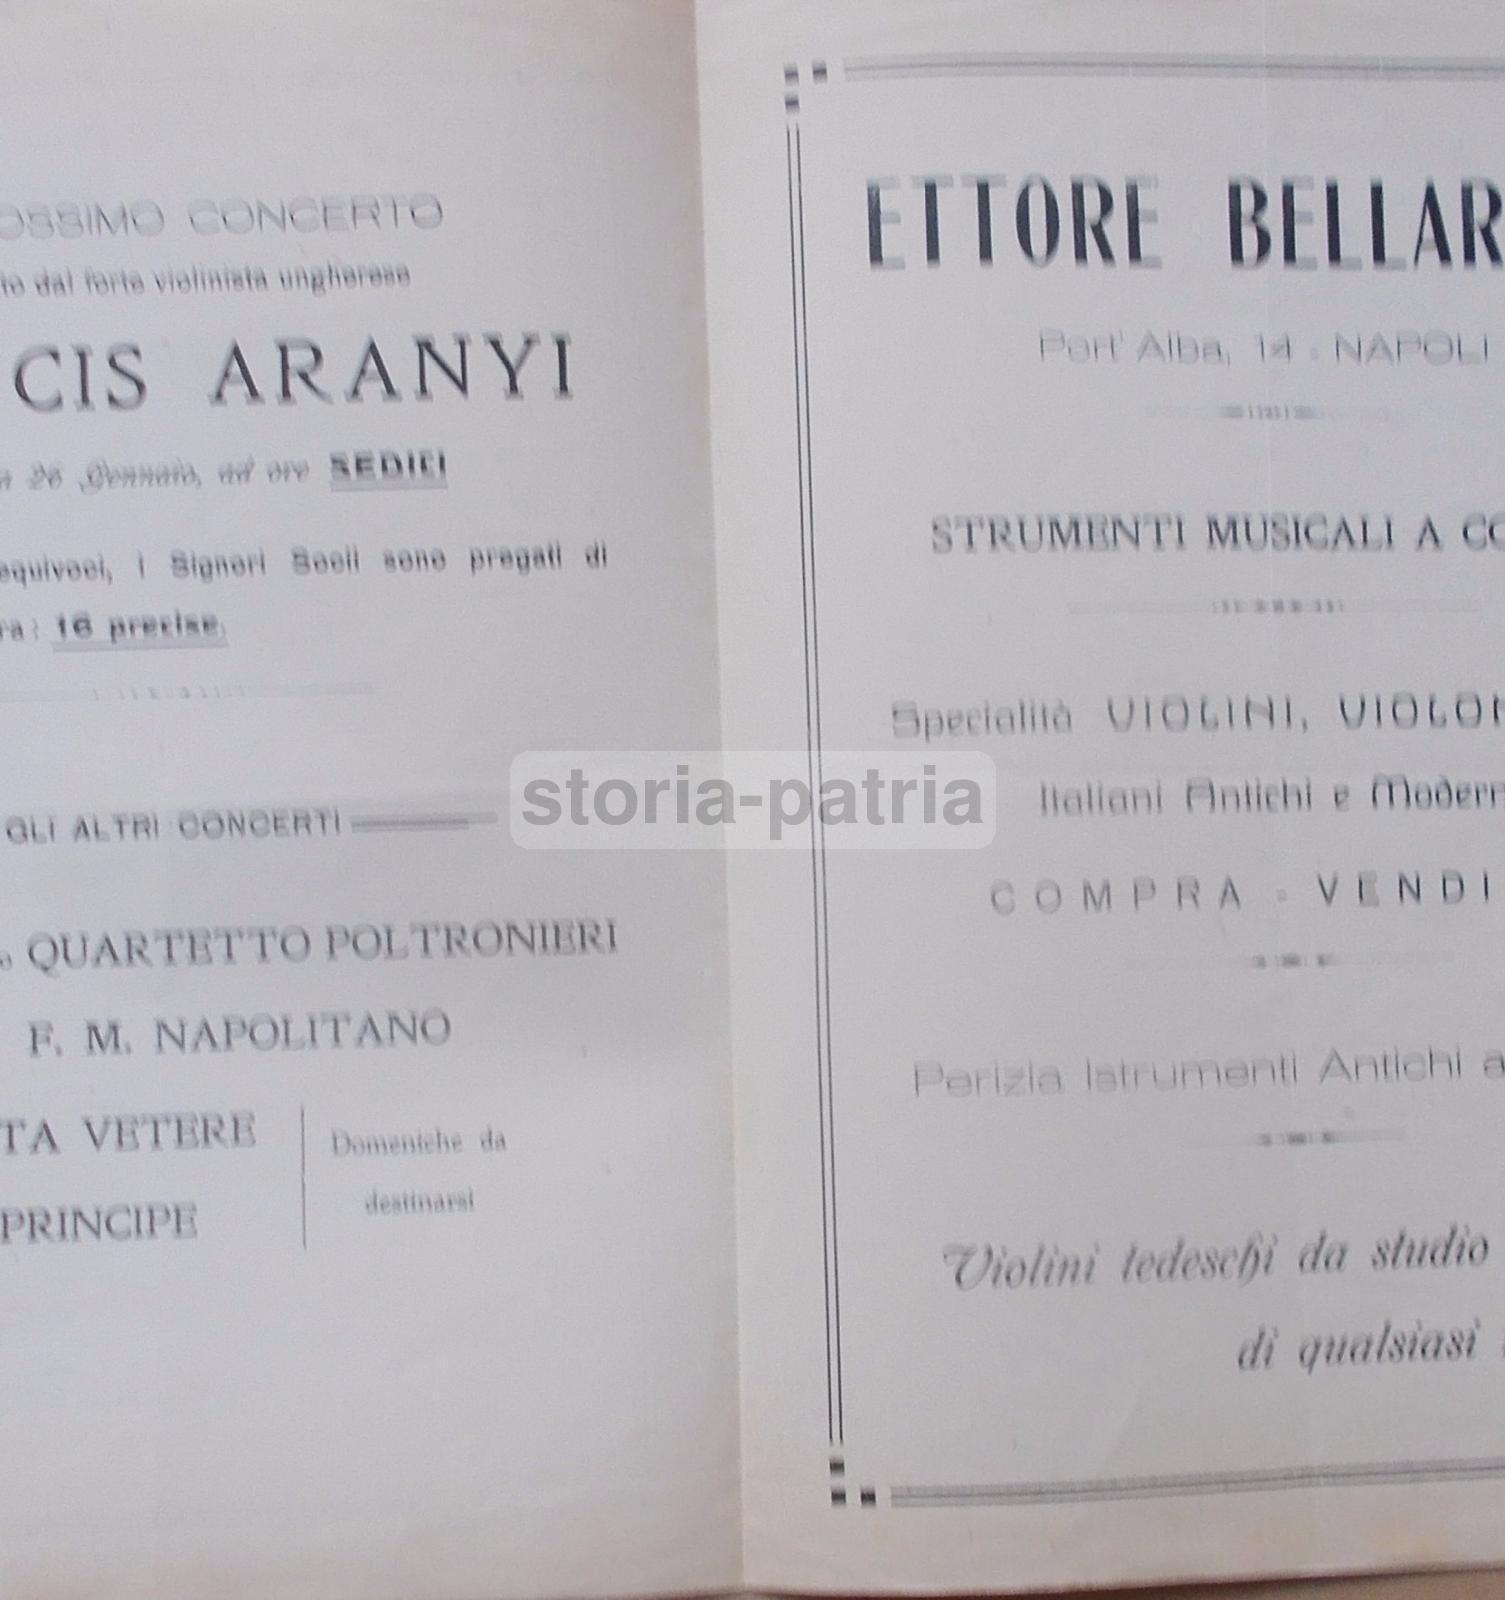 OSSIMO CONCERTO
to dal forte violinista ungherese
CIS ARANYI
a 26 Gennaio, ad ore SEDICI
equivoci, i Signori Socii sono pregati di
ra: 16 precise.
GLI ALTRI CONCERTI
o QUARTETTO POLTRONIERI
F. M. NAPOLITANO
TA VETERE
PRINCIPE
Domeniche da
destinarsi
storia-patria
ETTORE BELLAR
Port' Alba, 14 - NAPOLI
STRUMENTI MUSICALI A CO
Specialità VIOLINI, VIOLON
Italiani Antichi e Modern
COMPRA - VENDI
Perizia Istrumenti Antichi a
Violini tedeschi da studio
di qualsiasi